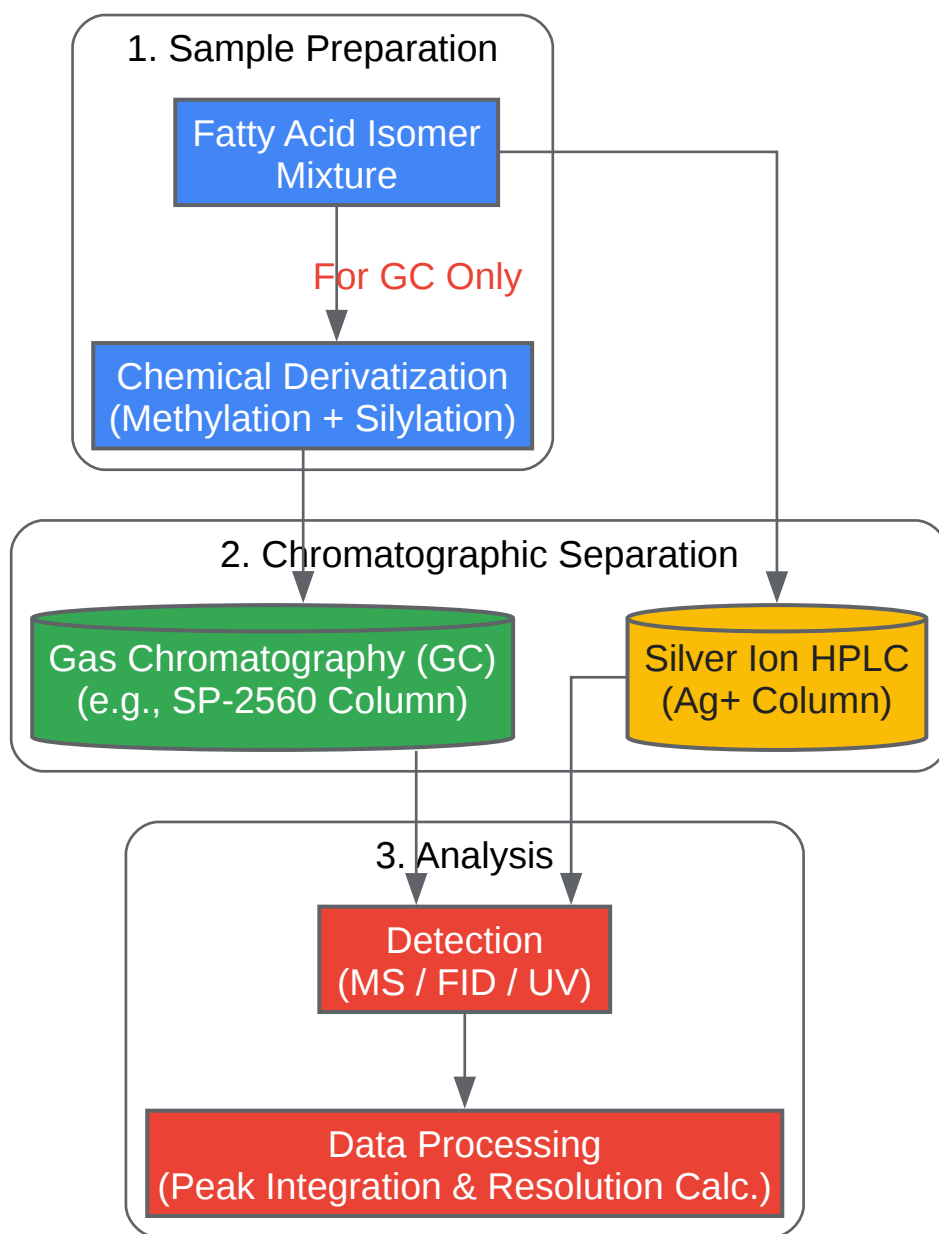 1. Sample Preparation
Fatty Acid Isomer
Mixture
For GC Only
Chemical Derivatization
(Methylation + Silylation)
2. Chromatographic Separation
Gas Chromatography (GC)
(e.g., SP-2560 Column)
Silver Ion HPLC
(Ag+ Column)
3. Analysis
Detection
(MS / FID / UV)
Data Processing
(Peak Integration & Resolution Calc.)